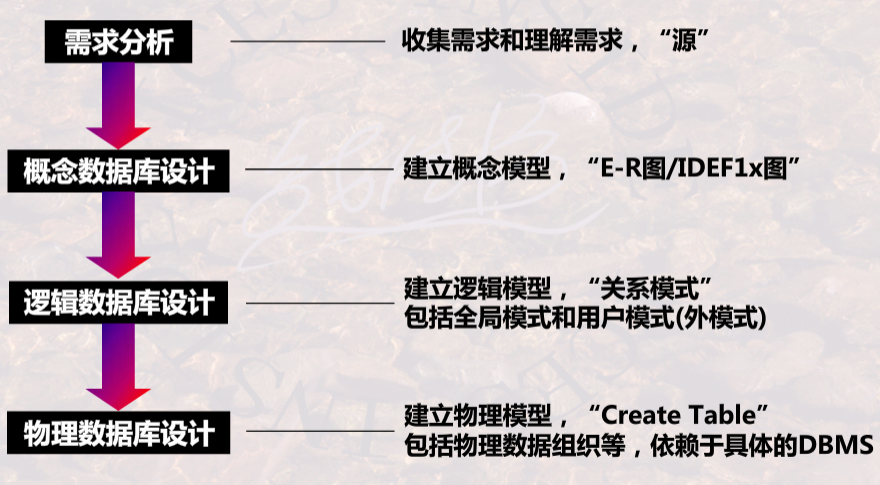 需求分析
收集需求和理解需求，“源”
概念数据库设计
建立概念模型，“E-R图/IDEF1x图”
逻辑数据库设计
建立逻辑模型，“关系模式”
包括全局模式和用户模式(外模式)
物理数据库设计
建立物理模型，“Create Table”
包括物理数据组织等，依赖于具体的DBMS